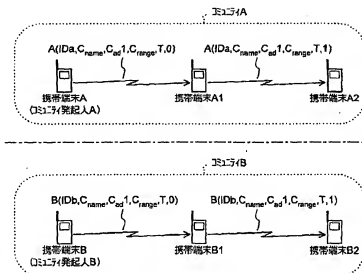 コミュニティA
A(IDa,Cname,Cad1,Crange,T,0) A(IDa,Cname,Cad1,Crange,T,1)
携帯端末A 携帯端末A1 携帯端末A2
(コミュニティ発起人A)
コミュニティB
B(IDb,Cname,Cad1,Crange,T,0) B(IDb,Cname,Cad1,Crange,T,1)
携帯端末B 携帯端末B1 携帯端末B2
(コミュニティ発起人B)